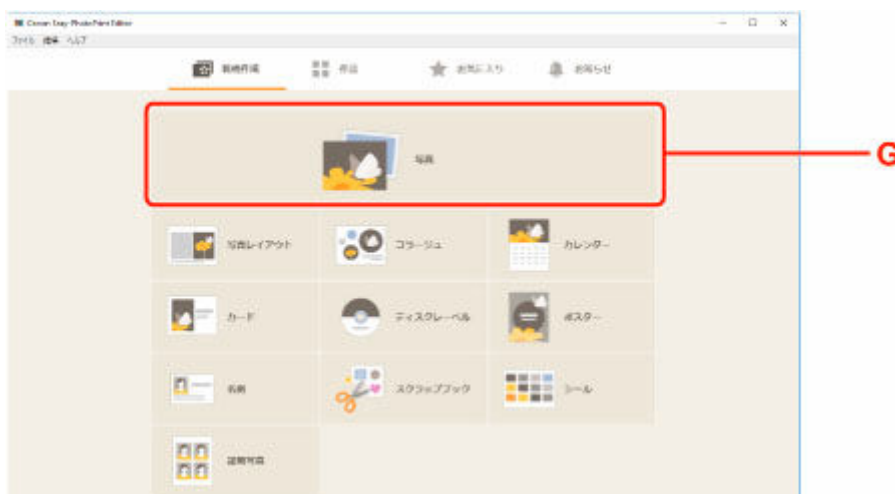 Canon Easy-PhotoPrint Editor
ファイル 編集 ヘルプ
新規作成 作品 お気に入り お知らせ
写真
G
写真レイアウト コラージュ カレンダー
カード ディスクレーベル ポスター
名刺 スクラップブック シール
証明写真